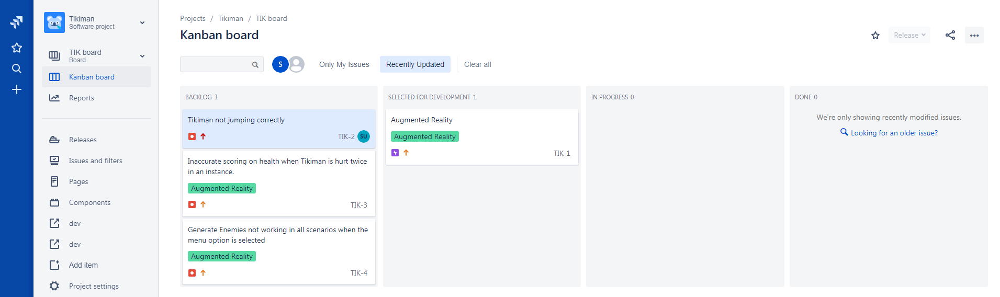 Tikiman
Software project
TIK board
Board
Kanban board
Reports
Releases
Issues and filters
Pages
Components
dev
dev
Add item
Project settings
Projects / Tikiman / TIK board
Kanban board
Release
S
Only My Issues
Recently Updated
Clear all
BACKLOG 3
Tikiman not jumping correctly
TIK-2 SU
Inaccurate scoring on health when Tikiman is hurt twice
in an instance.
Augmented Reality
TIK-3
Generate Enemies not working in all scenarios when the
menu option is selected
Augmented Reality
TIK-4
SELECTED FOR DEVELOPMENT 1
Augmented Reality
Augmented Reality
TIK-1
IN PROGRESS 0
DONE 0
We're only showing recently modified issues.
Looking for an older issue?